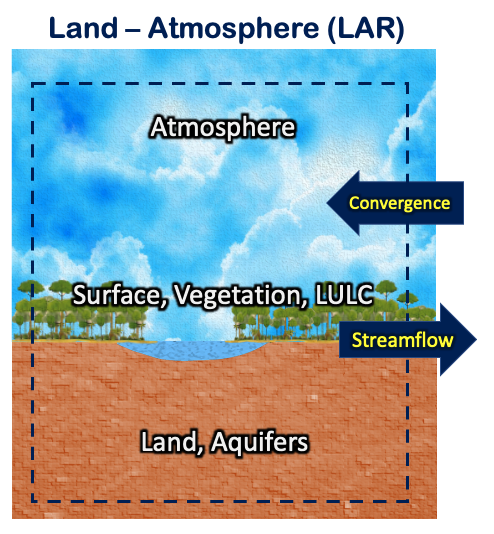 Land – Atmosphere (LAR)
Atmosphere
Convergence
Surface, Vegetation, LULC
Streamflow
Land, Aquifers